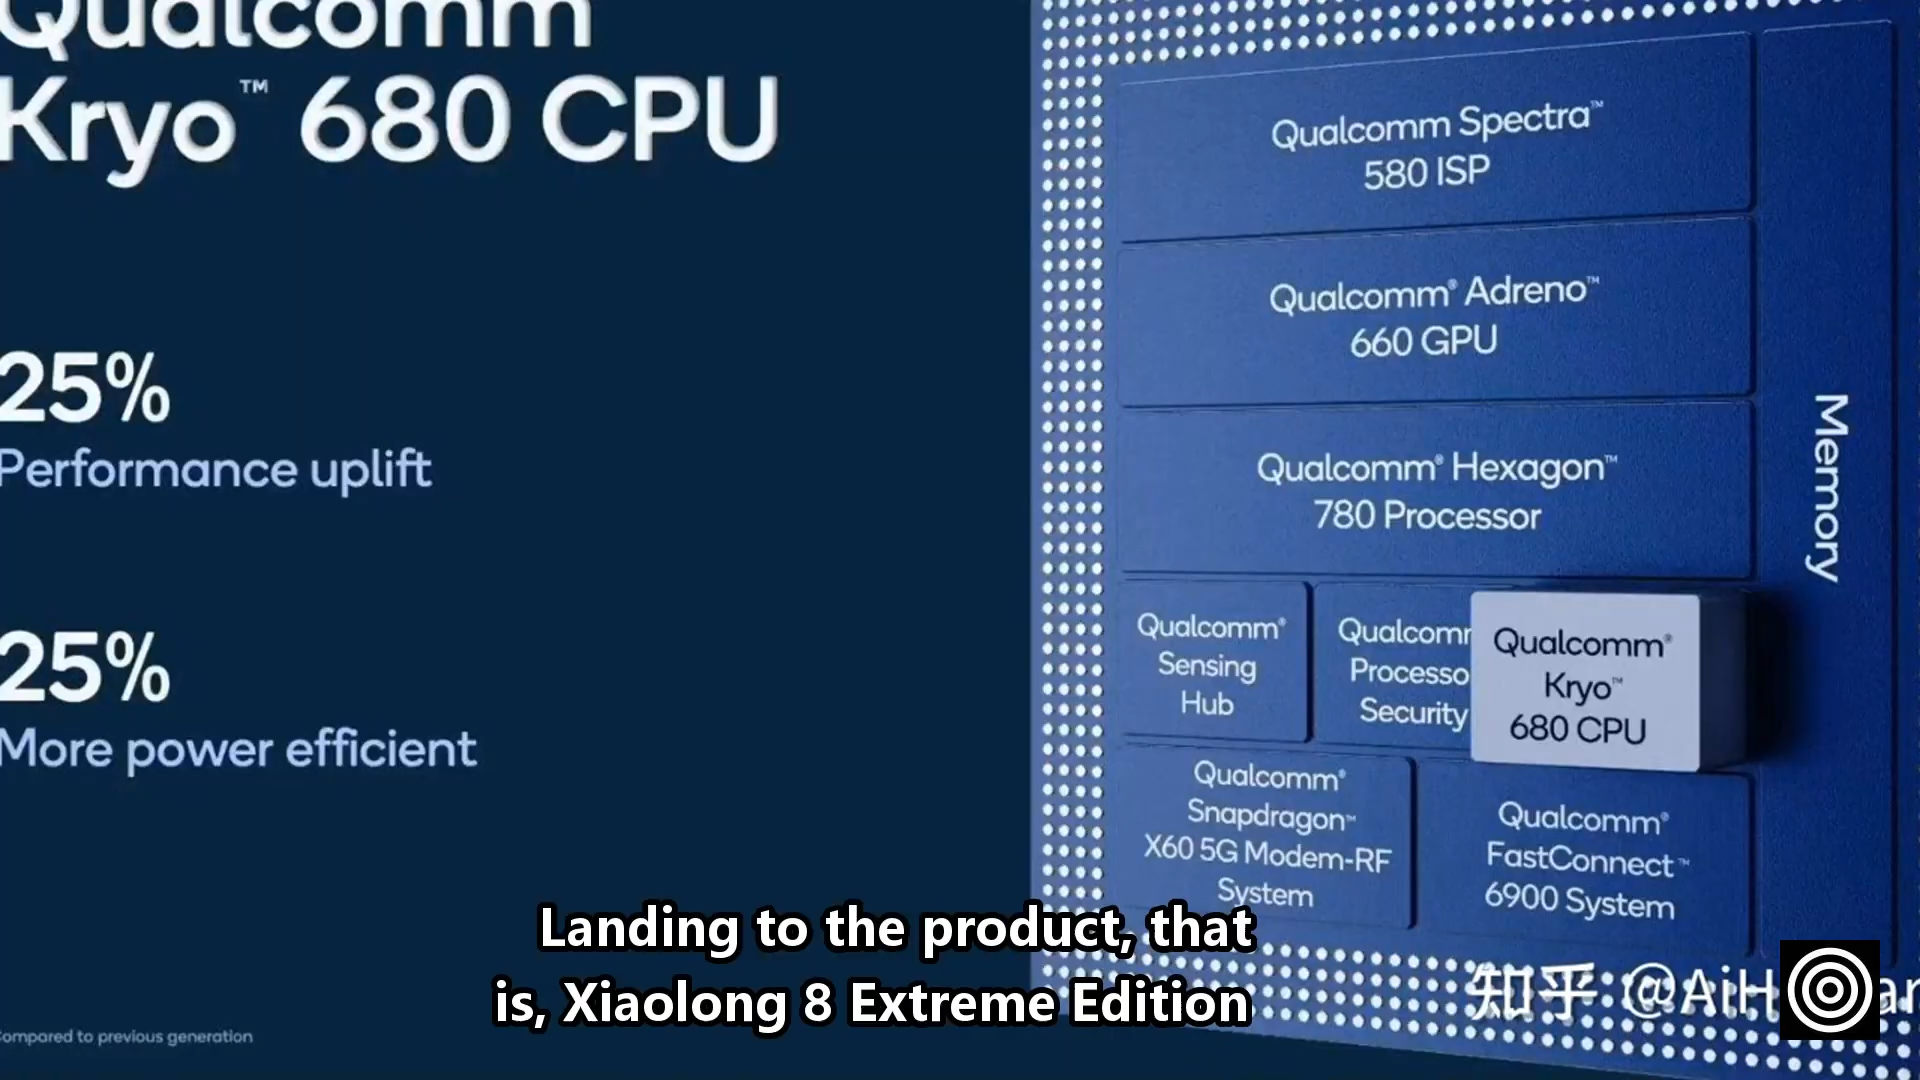 Qualcomm
Kryo™ 680 CPU
25%
Performance uplift
25%
More power efficient
ompared to previous generation
Qualcomm Spectra™
580 ISP
Qualcomm® Adreno™
660 GPU
Qualcomm® Hexagon™
780 Processor
Memory
Qualcomm®
Sensing
Hub
Qualcom
Processo
Security
Qualcomm®
Kryo™
680 CPU
Qualcomm®
Snapdragon™
X60 5G Modem-RF
System
Qualcomm®
FastConnect™
6900 System
Landing to the product, that
is, Xiaolong 8 Extreme Edition
知乎 @AiH